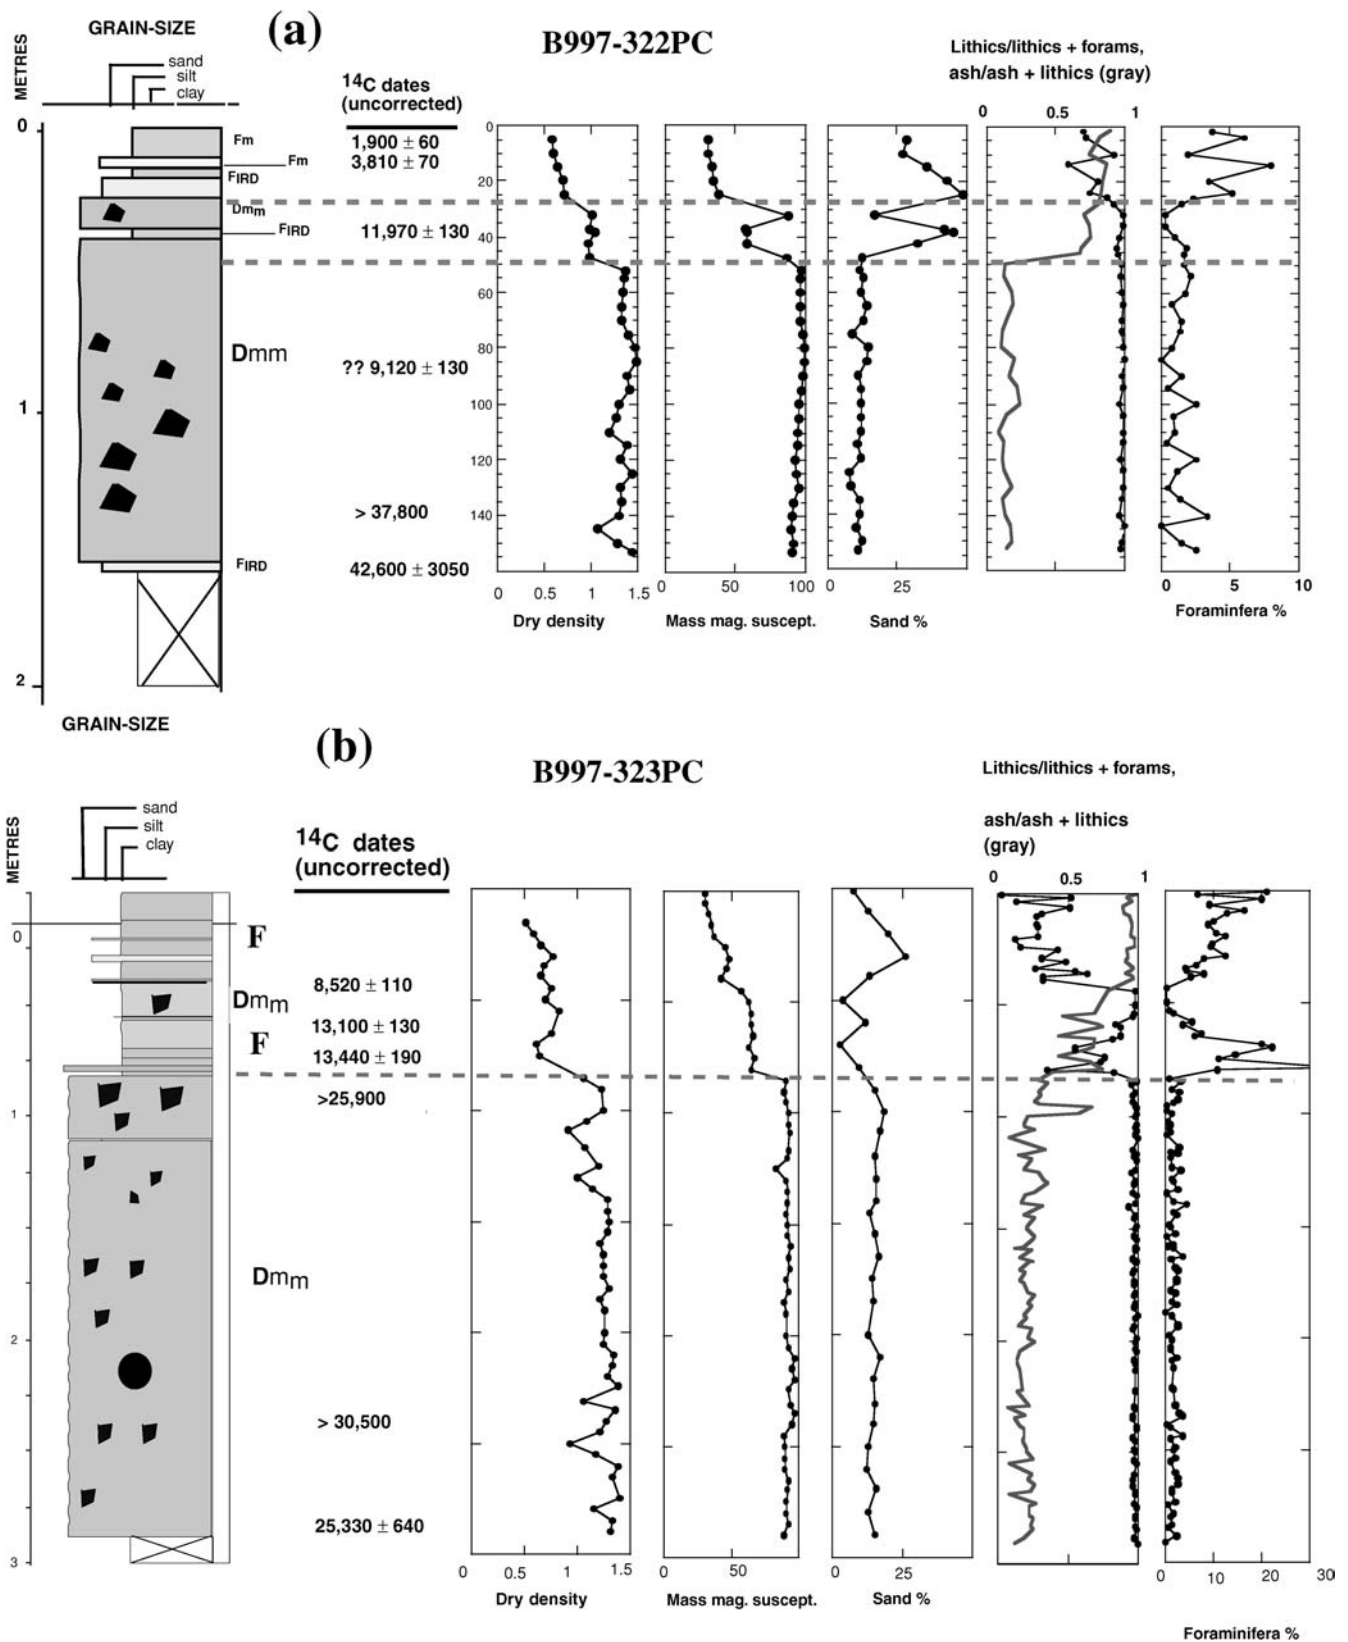 (a)
GRAIN-SIZE
METRES
sand
silt
clay
14C dates
(uncorrected)
B997-322PC
Lithics/lithics + forams,
ash/ash + lithics (gray)
0 0.5 1
0
1
2
Fm
Fm
FIRD
Dmm
FIRD
Dmm
FIRD
1,900 ± 60
3,810 ± 70
11,970 ± 130
?? 9,120 ± 130
> 37,800
42,600 ± 3050
0
20
40
60
80
100
120
140
0 0.5 1 1.5
Dry density
0 50 100
Mass mag. suscept.
0 25
Sand %
0 5 10
Foraminfera %
GRAIN-SIZE
(b)
B997-323PC
METRES
sand
silt
clay
14C dates
(uncorrected)
Lithics/lithics + forams,
ash/ash + lithics
(gray)
0 0.5 1
0
1
2
3
F
Dmm
F
Dmm
8,520 ± 110
13,100 ± 130
13,440 ± 190
>25,900
> 30,500
25,330 ± 640
0 0.5 1 1.5
Dry density
0 50
Mass mag. suscept.
0 25
Sand %
0 10 20 30
Foraminifera %